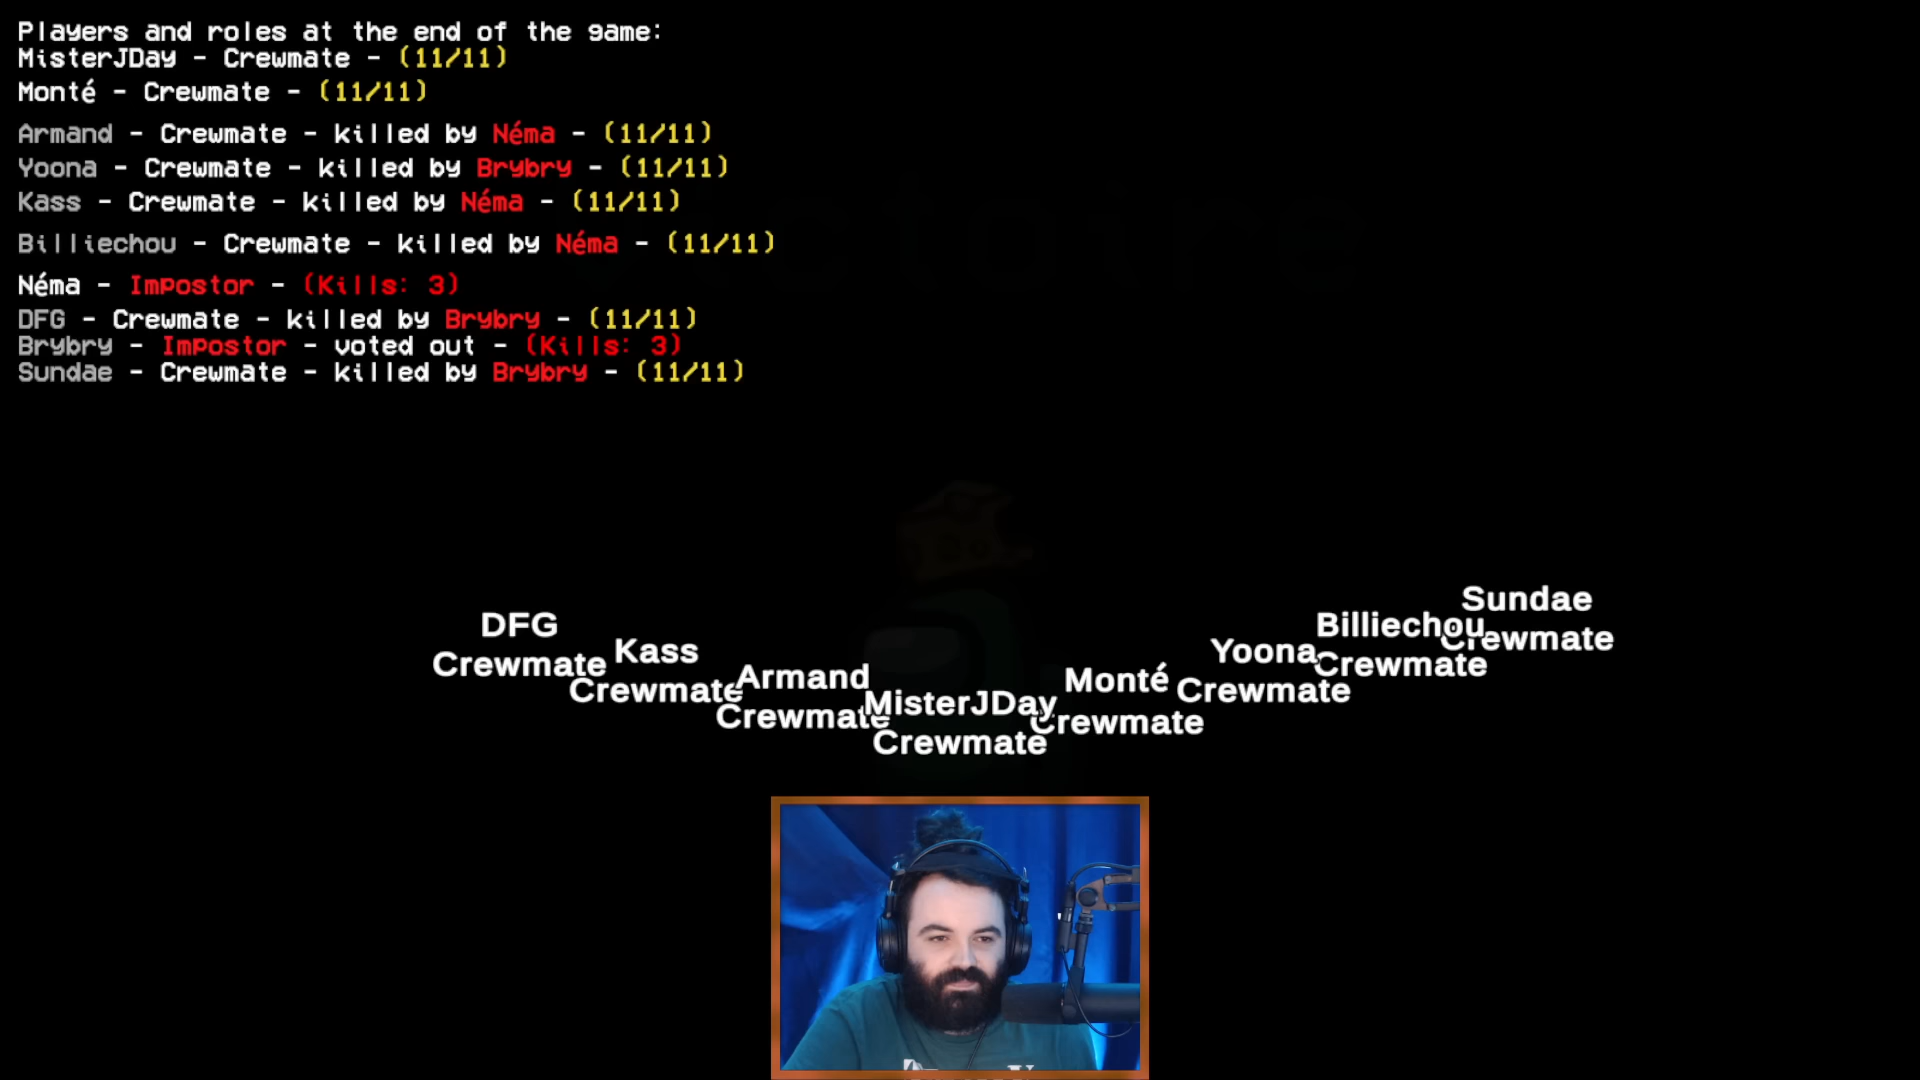 Players and roles at the end of the game:
MisterJDay - Crewmate - (11/11)
Monté - Crewmate - (11/11)
Armand - Crewmate - killed by Néma - (11/11)
Yoona - Crewmate - killed by Brybry - (11/11)
Kass - Crewmate - killed by Néma - (11/11)
Billiechou - Crewmate - killed by Néma - (11/11)
Néma - Impostor - (Kills: 3)
DFG - Crewmate - killed by Brybry - (11/11)
Brybry - Impostor - voted out - (Kills: 3)
Sundae - Crewmate - killed by Brybry - (11/11)
DFG
Crewmate
Kass
Crewmate
Armand
Crewmate
MisterJDay
Crewmate
Monté
Crewmate
Yoona
Crewmate
Billiechou
Crewmate
Sundae
Crewmate